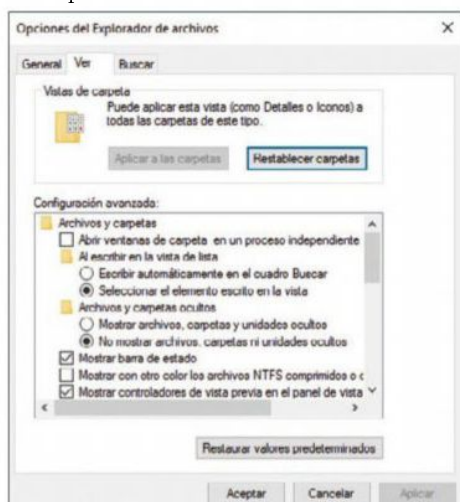 Opciones del Explorador de archivos
General Ver Buscar
Vistas de carpeta
Puede aplicar esta vista (como Detalles o Iconos) a
todas las carpetas de este tipo.
Aplicar a las carpetas Restablecer carpetas
Configuración avanzada:
Archivos y carpetas
Abrir ventanas de carpeta en un proceso independiente
Al escribir en la vista de lista
Escribir automáticamente en el cuadro Buscar
Seleccionar el elemento escrito en la vista
Archivos y carpetas ocultos
Mostrar archivos, carpetas y unidades ocultos
No mostrar archivos, carpetas ni unidades ocultos
Mostrar barra de estado
Mostrar con otro color los archivos NTFS comprimidos o c
Mostrar controladores de vista previa en el panel de vista
Restaurar valores predeterminados
Aceptar Cancelar Aplicar